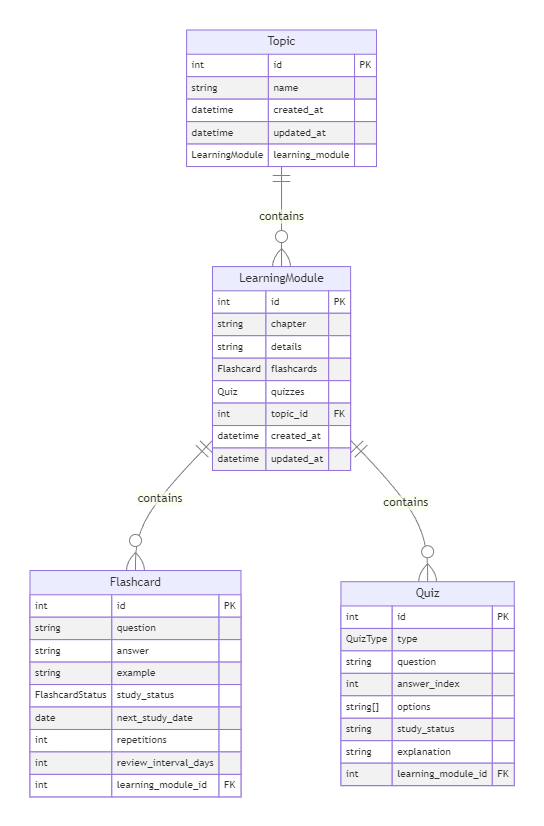 Topic
int id PK
string name
datetime created_at
datetime updated_at
LearningModule learning_module
contains
LearningModule
int id PK
string chapter
string details
Flashcard flashcards
Quiz quizzes
int topic_id FK
datetime created_at
datetime updated_at
contains
contains
Flashcard
int id PK
string question
string answer
string example
FlashcardStatus study_status
date next_study_date
int repetitions
int review_interval_days
int learning_module_id FK
Quiz
int id PK
QuizType type
string question
int answer_index
string[] options
string study_status
string explanation
int learning_module_id FK